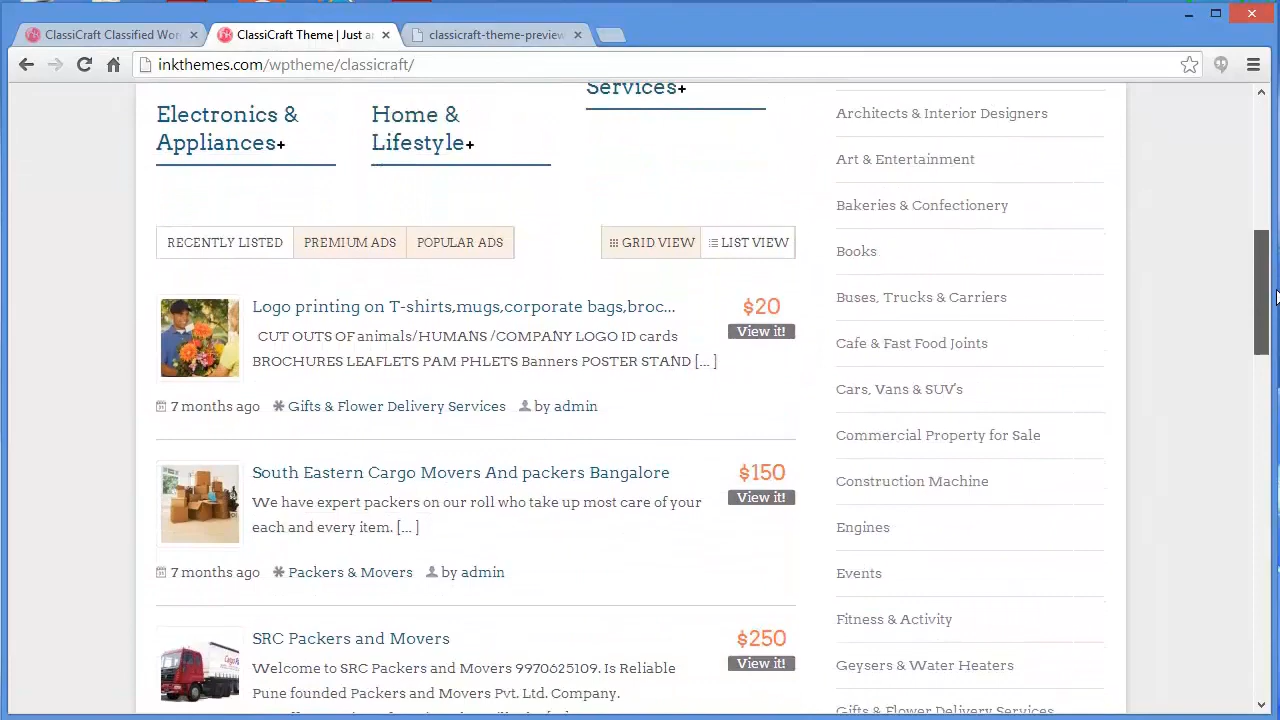 ClassiCraft Classified Wor
ClassiCraft Theme | Just a
classicraft-theme-preview
inkthemes.com/wptheme/classicraft/
Services+
Electronics &
Appliances+
Home &
Lifestyle+
RECENTLY LISTED
PREMIUM ADS
POPULAR ADS
GRID VIEW
LIST VIEW
Logo printing on T-shirts,mugs,corporate bags,broc...
$20
View it!
CUT OUTS OF animals/HUMANS /COMPANY LOGO ID cards
BROCHURES LEAFLETS PAM PHLETS Banners POSTER STAND [... ]
7 months ago
Gifts & Flower Delivery Services
by admin
South Eastern Cargo Movers And packers Bangalore
$150
View it!
We have expert packers on our roll who take up most care of your
each and every item. [... ]
7 months ago
Packers & Movers
by admin
SRC Packers and Movers
$250
View it!
Welcome to SRC Packers and Movers 9970625109. Is Reliable
Pune founded Packers and Movers Pvt. Ltd. Company.
Architects & Interior Designers
Art & Entertainment
Bakeries & Confectionery
Books
Buses, Trucks & Carriers
Cafe & Fast Food Joints
Cars, Vans & SUV's
Commercial Property for Sale
Construction Machine
Engines
Events
Fitness & Activity
Geysers & Water Heaters
Gifts & Flower Delivery Services